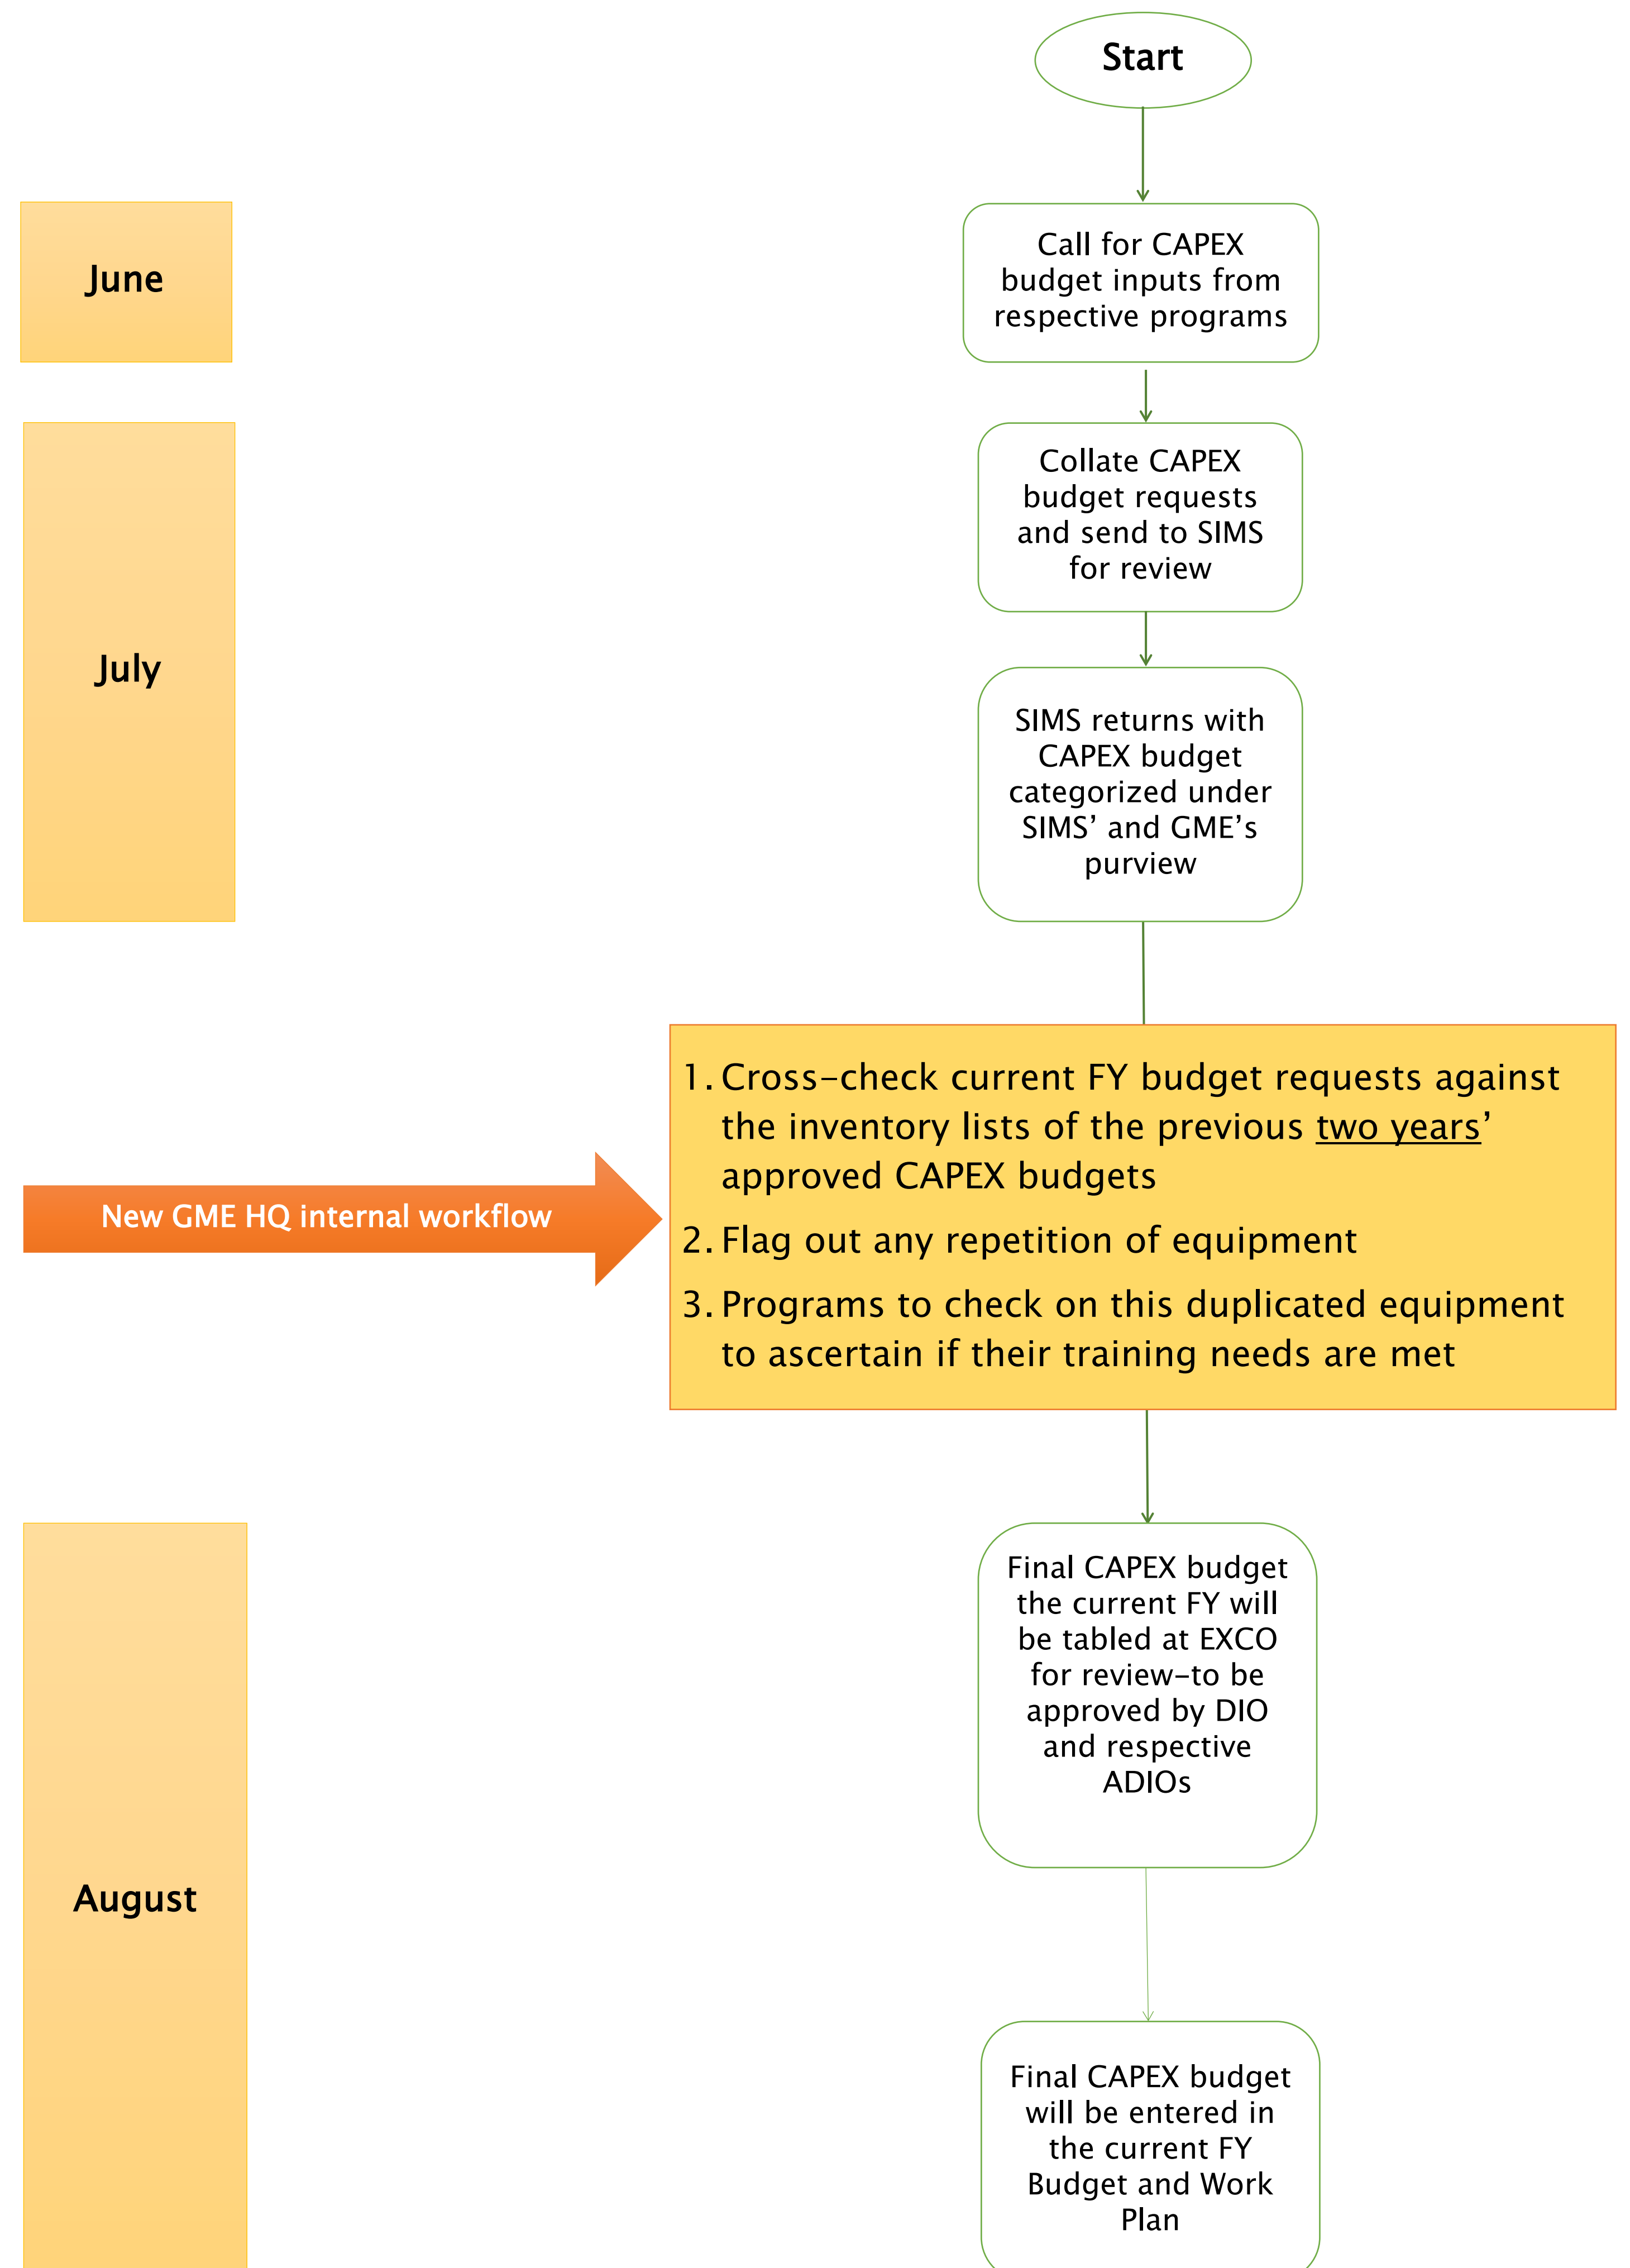 Start
June
Call for CAPEX
budget inputs from
respective programs
July
Collate CAPEX
budget requests
and send to SIMS
for review
SIMS returns with
CAPEX budget
categorized under
SIMS’ and GME’s
purview
New GME HQ internal workflow
1. Cross-check current FY budget requests against
the inventory lists of the previous two years’
approved CAPEX budgets
2. Flag out any repetition of equipment
3. Programs to check on this duplicated equipment
to ascertain if their training needs are met
August
Final CAPEX budget
the current FY will
be tabled at EXCO
for review-to be
approved by DIO
and respective
ADIOs
Final CAPEX budget
will be entered in
the current FY
Budget and Work
Plan